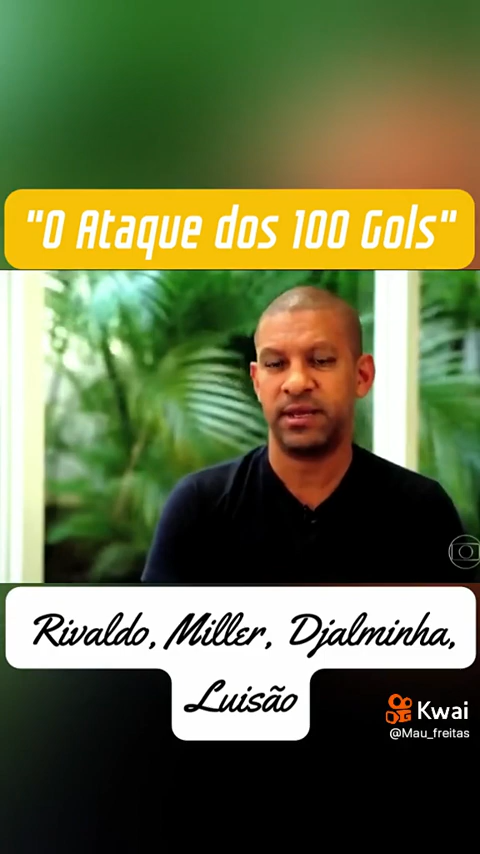 "O Ataque dos 100 Gols"
Rivaldo, Miller, Djalminha,
Luisão
Kwai
@Mau_freitas